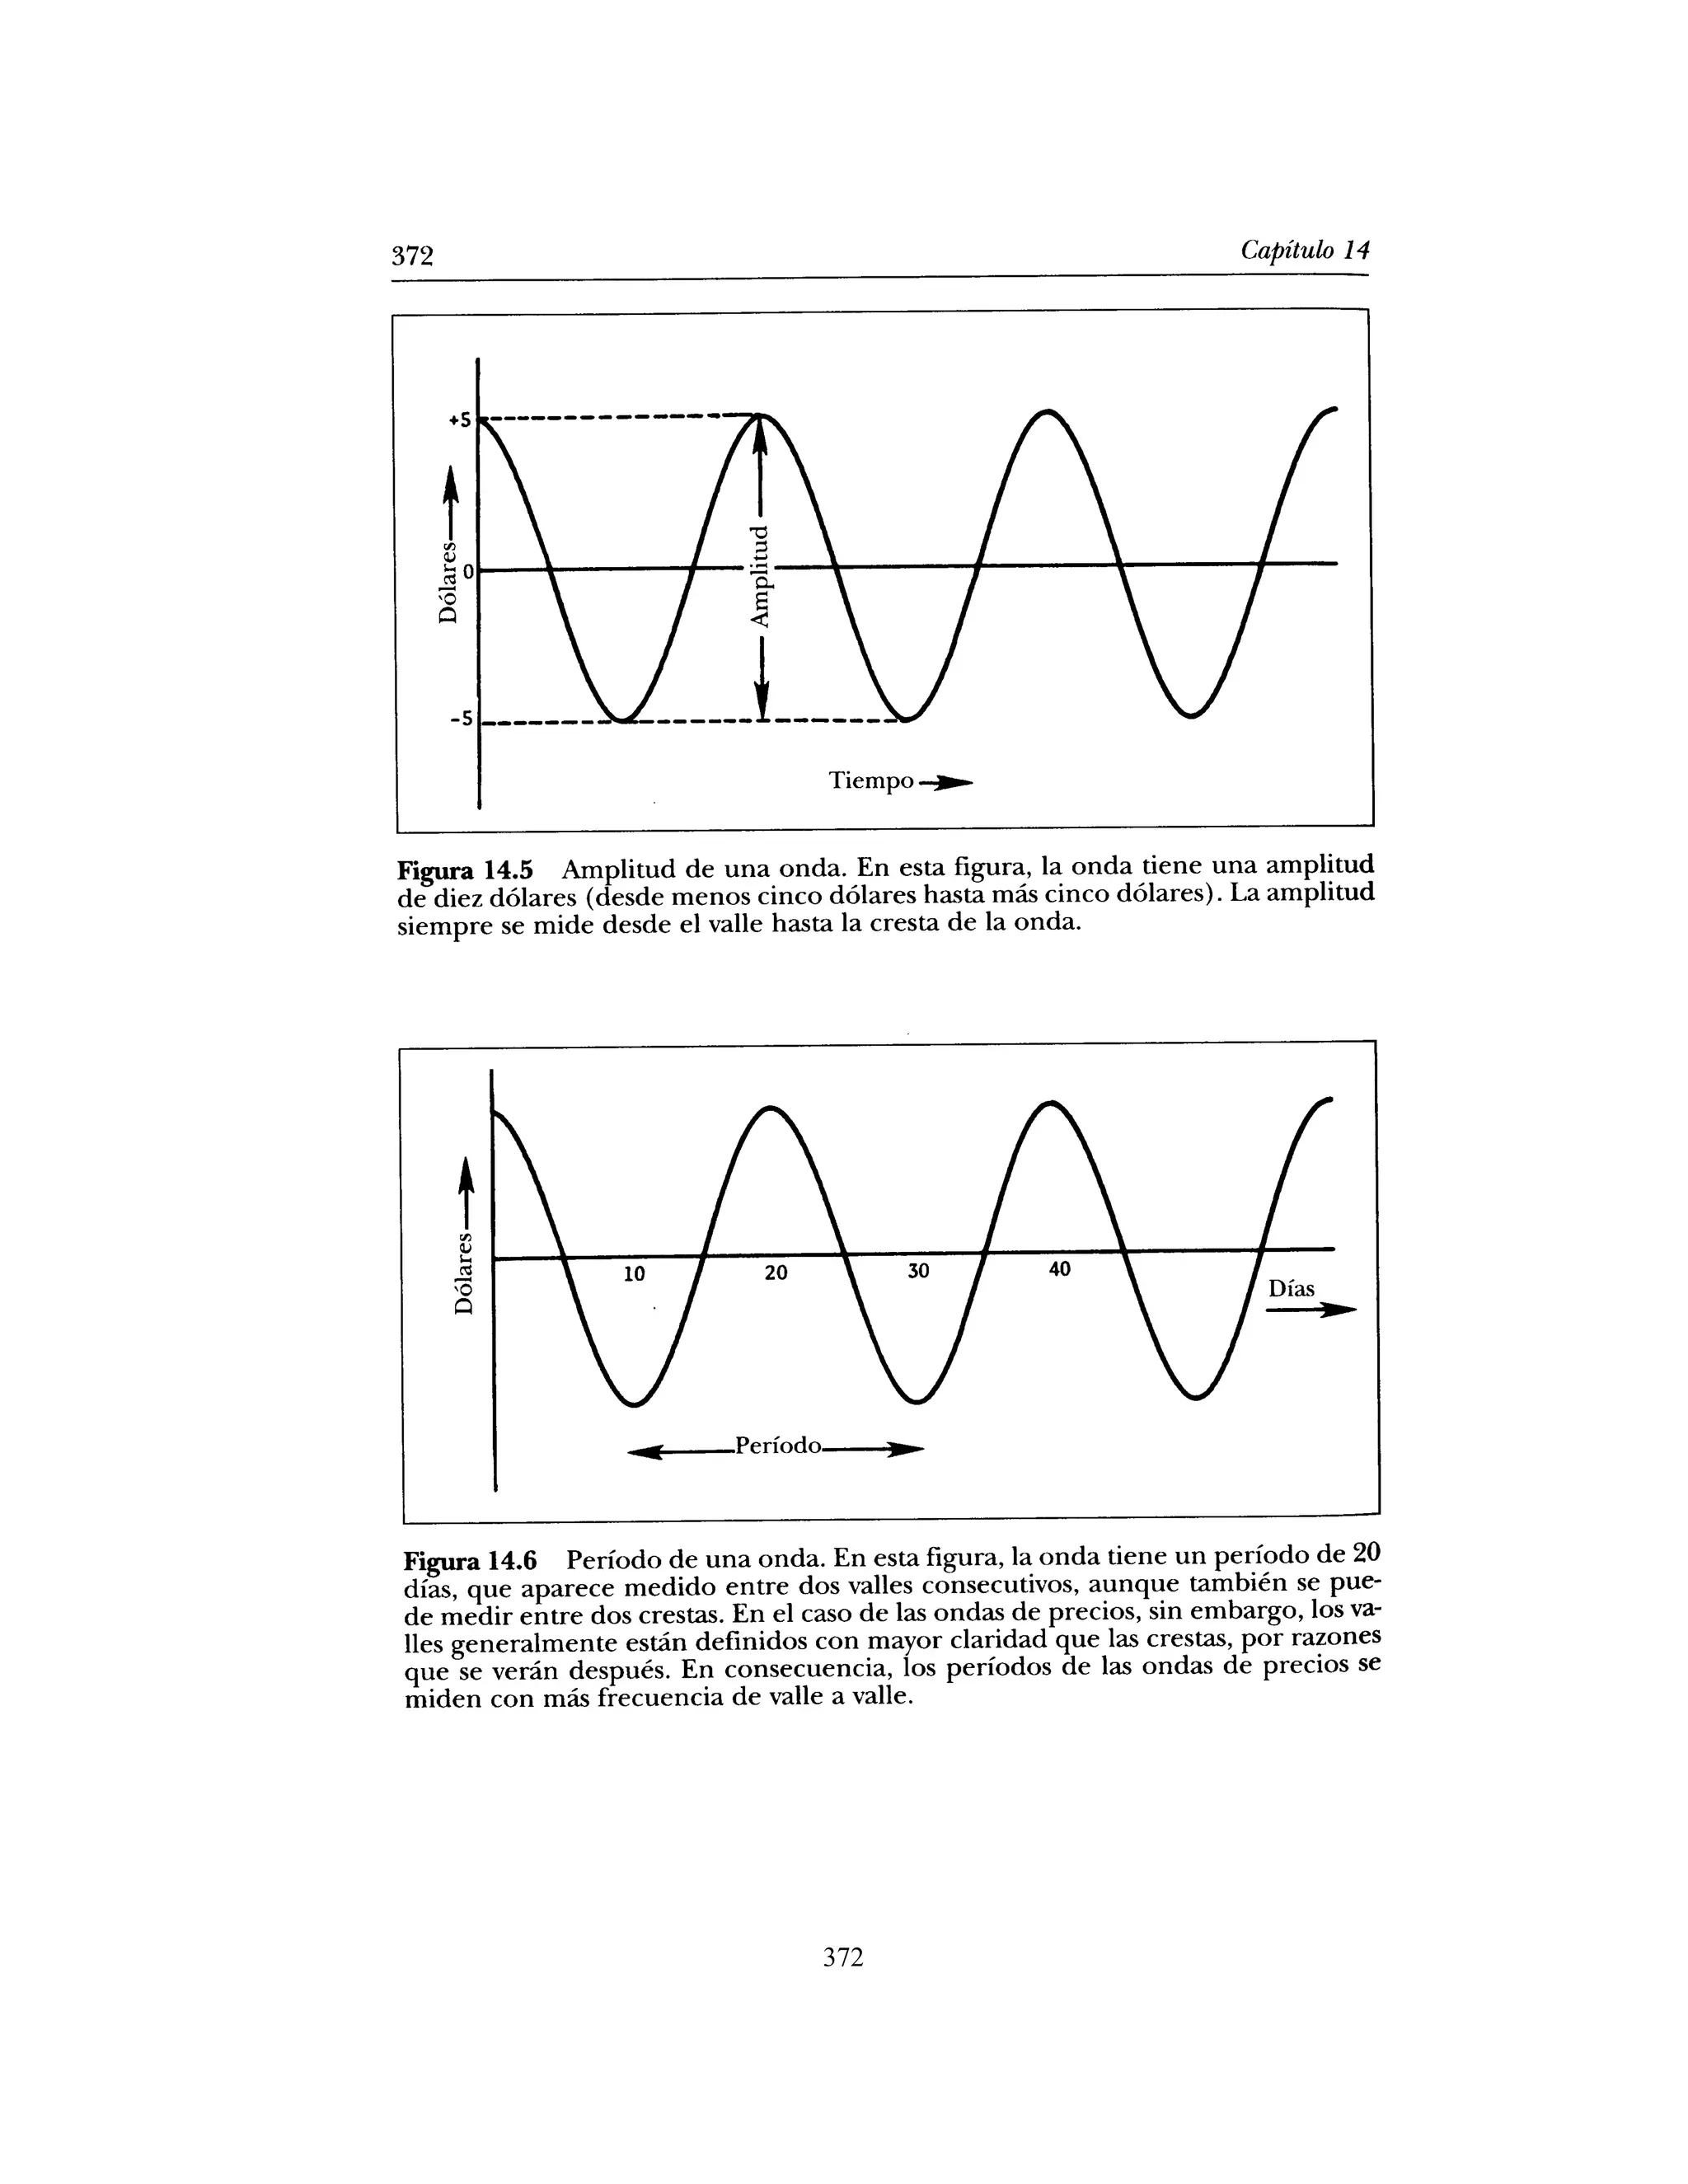 372
Capítulo 14
+5
Dólares
0
Amplitud
-5
Tiempo
Figura 14.5 Amplitud de una onda. En esta figura, la onda tiene una amplitud
de diez dólares (desde menos cinco dólares hasta más cinco dólares). La amplitud
siempre se mide desde el valle hasta la cresta de la onda.
Dólares
10
20
30
40
Días
Período
Figura 14.6 Período de una onda. En esta figura, la onda tiene un período de 20
días, que aparece medido entre dos valles consecutivos, aunque también se pue-
de medir entre dos crestas. En el caso de las ondas de precios, sin embargo, los va-
lles generalmente están definidos con mayor claridad que las crestas, por razones
que se verán después. En consecuencia, los períodos de las ondas de precios se
miden con más frecuencia de valle a valle.
372